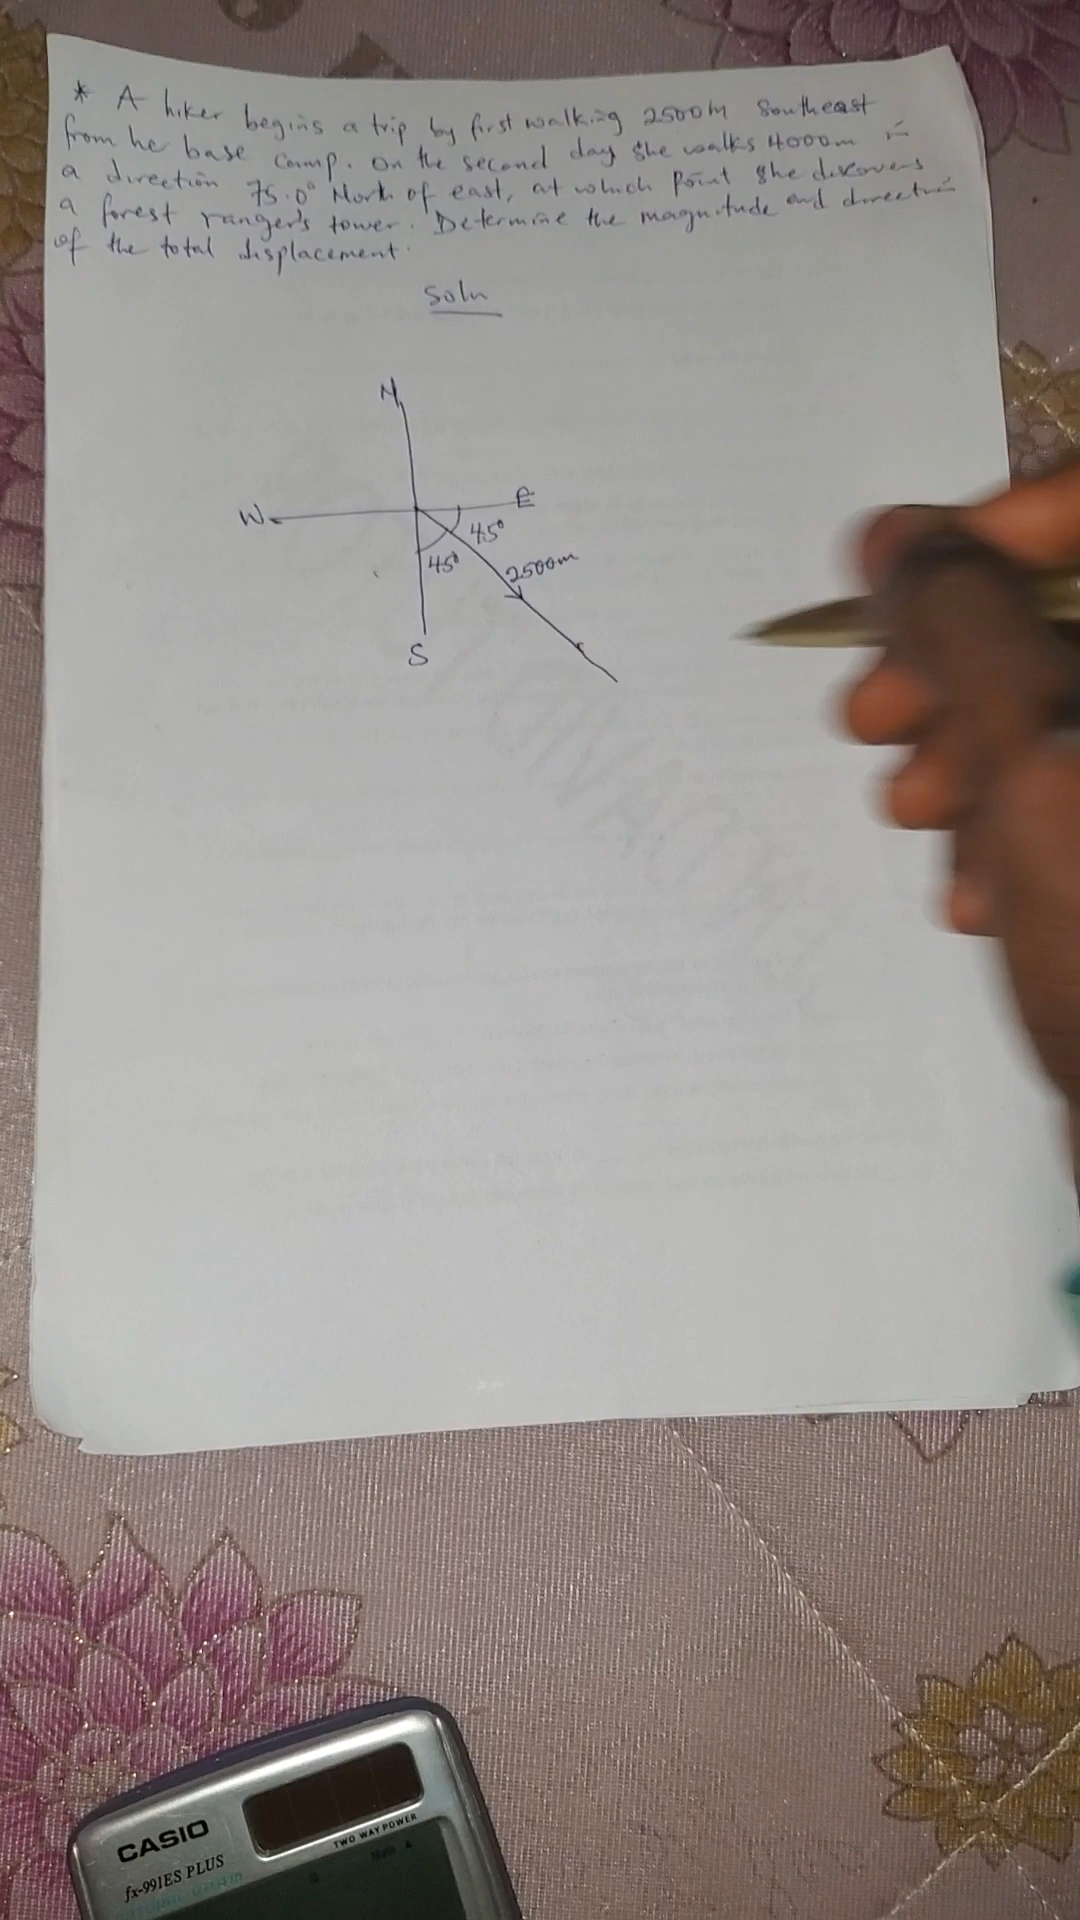 * A hiker begins a trip by first walking 2500m Southeast
from he base camp. On the second day she walks 4000m in
a direction 75.0° North of east, at which point she discovers
a forest ranger's tower. Determine the magnitude and direction
of the total displacement.
Soln
N
W
E
45°
45°
2500m
S
CASIO
TWO WAY POWER
fx-991ES PLUS
Math ▲